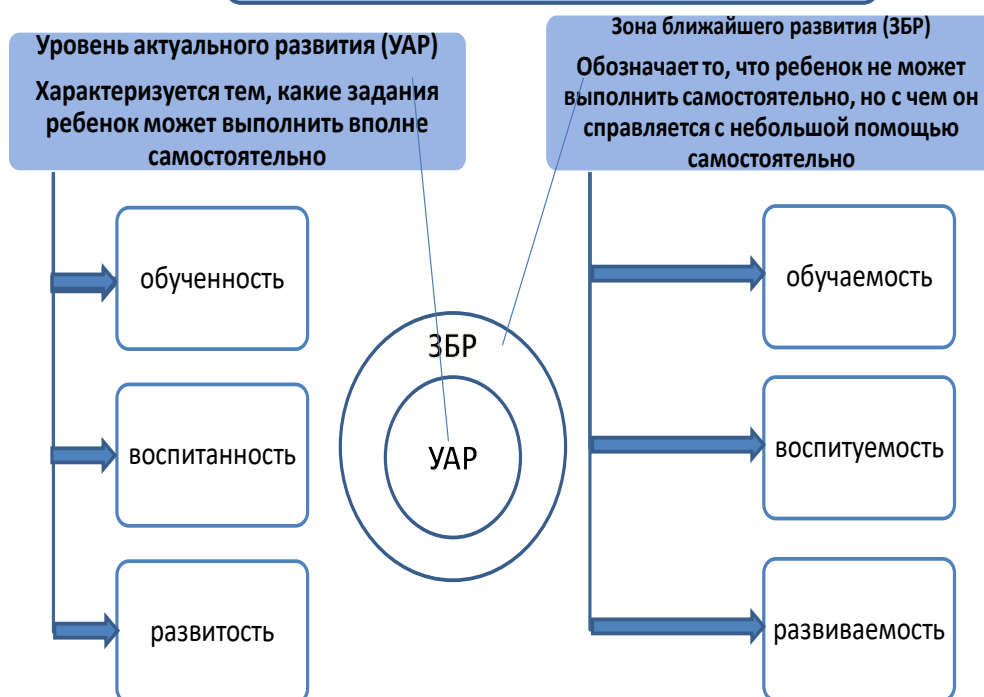 Уровень актуального развития (УАР)
Характеризуется тем, какие задания
ребенок может выполнить вполне
самостоятельно
Зона ближайшего развития (ЗБР)
Обозначает то, что ребенок не может
выполнить самостоятельно, но с чем он
справляется с небольшой помощью
самостоятельно
обученность
воспитанность
развитость
ЗБР
УАР
обучаемость
воспитуемость
развиваемость